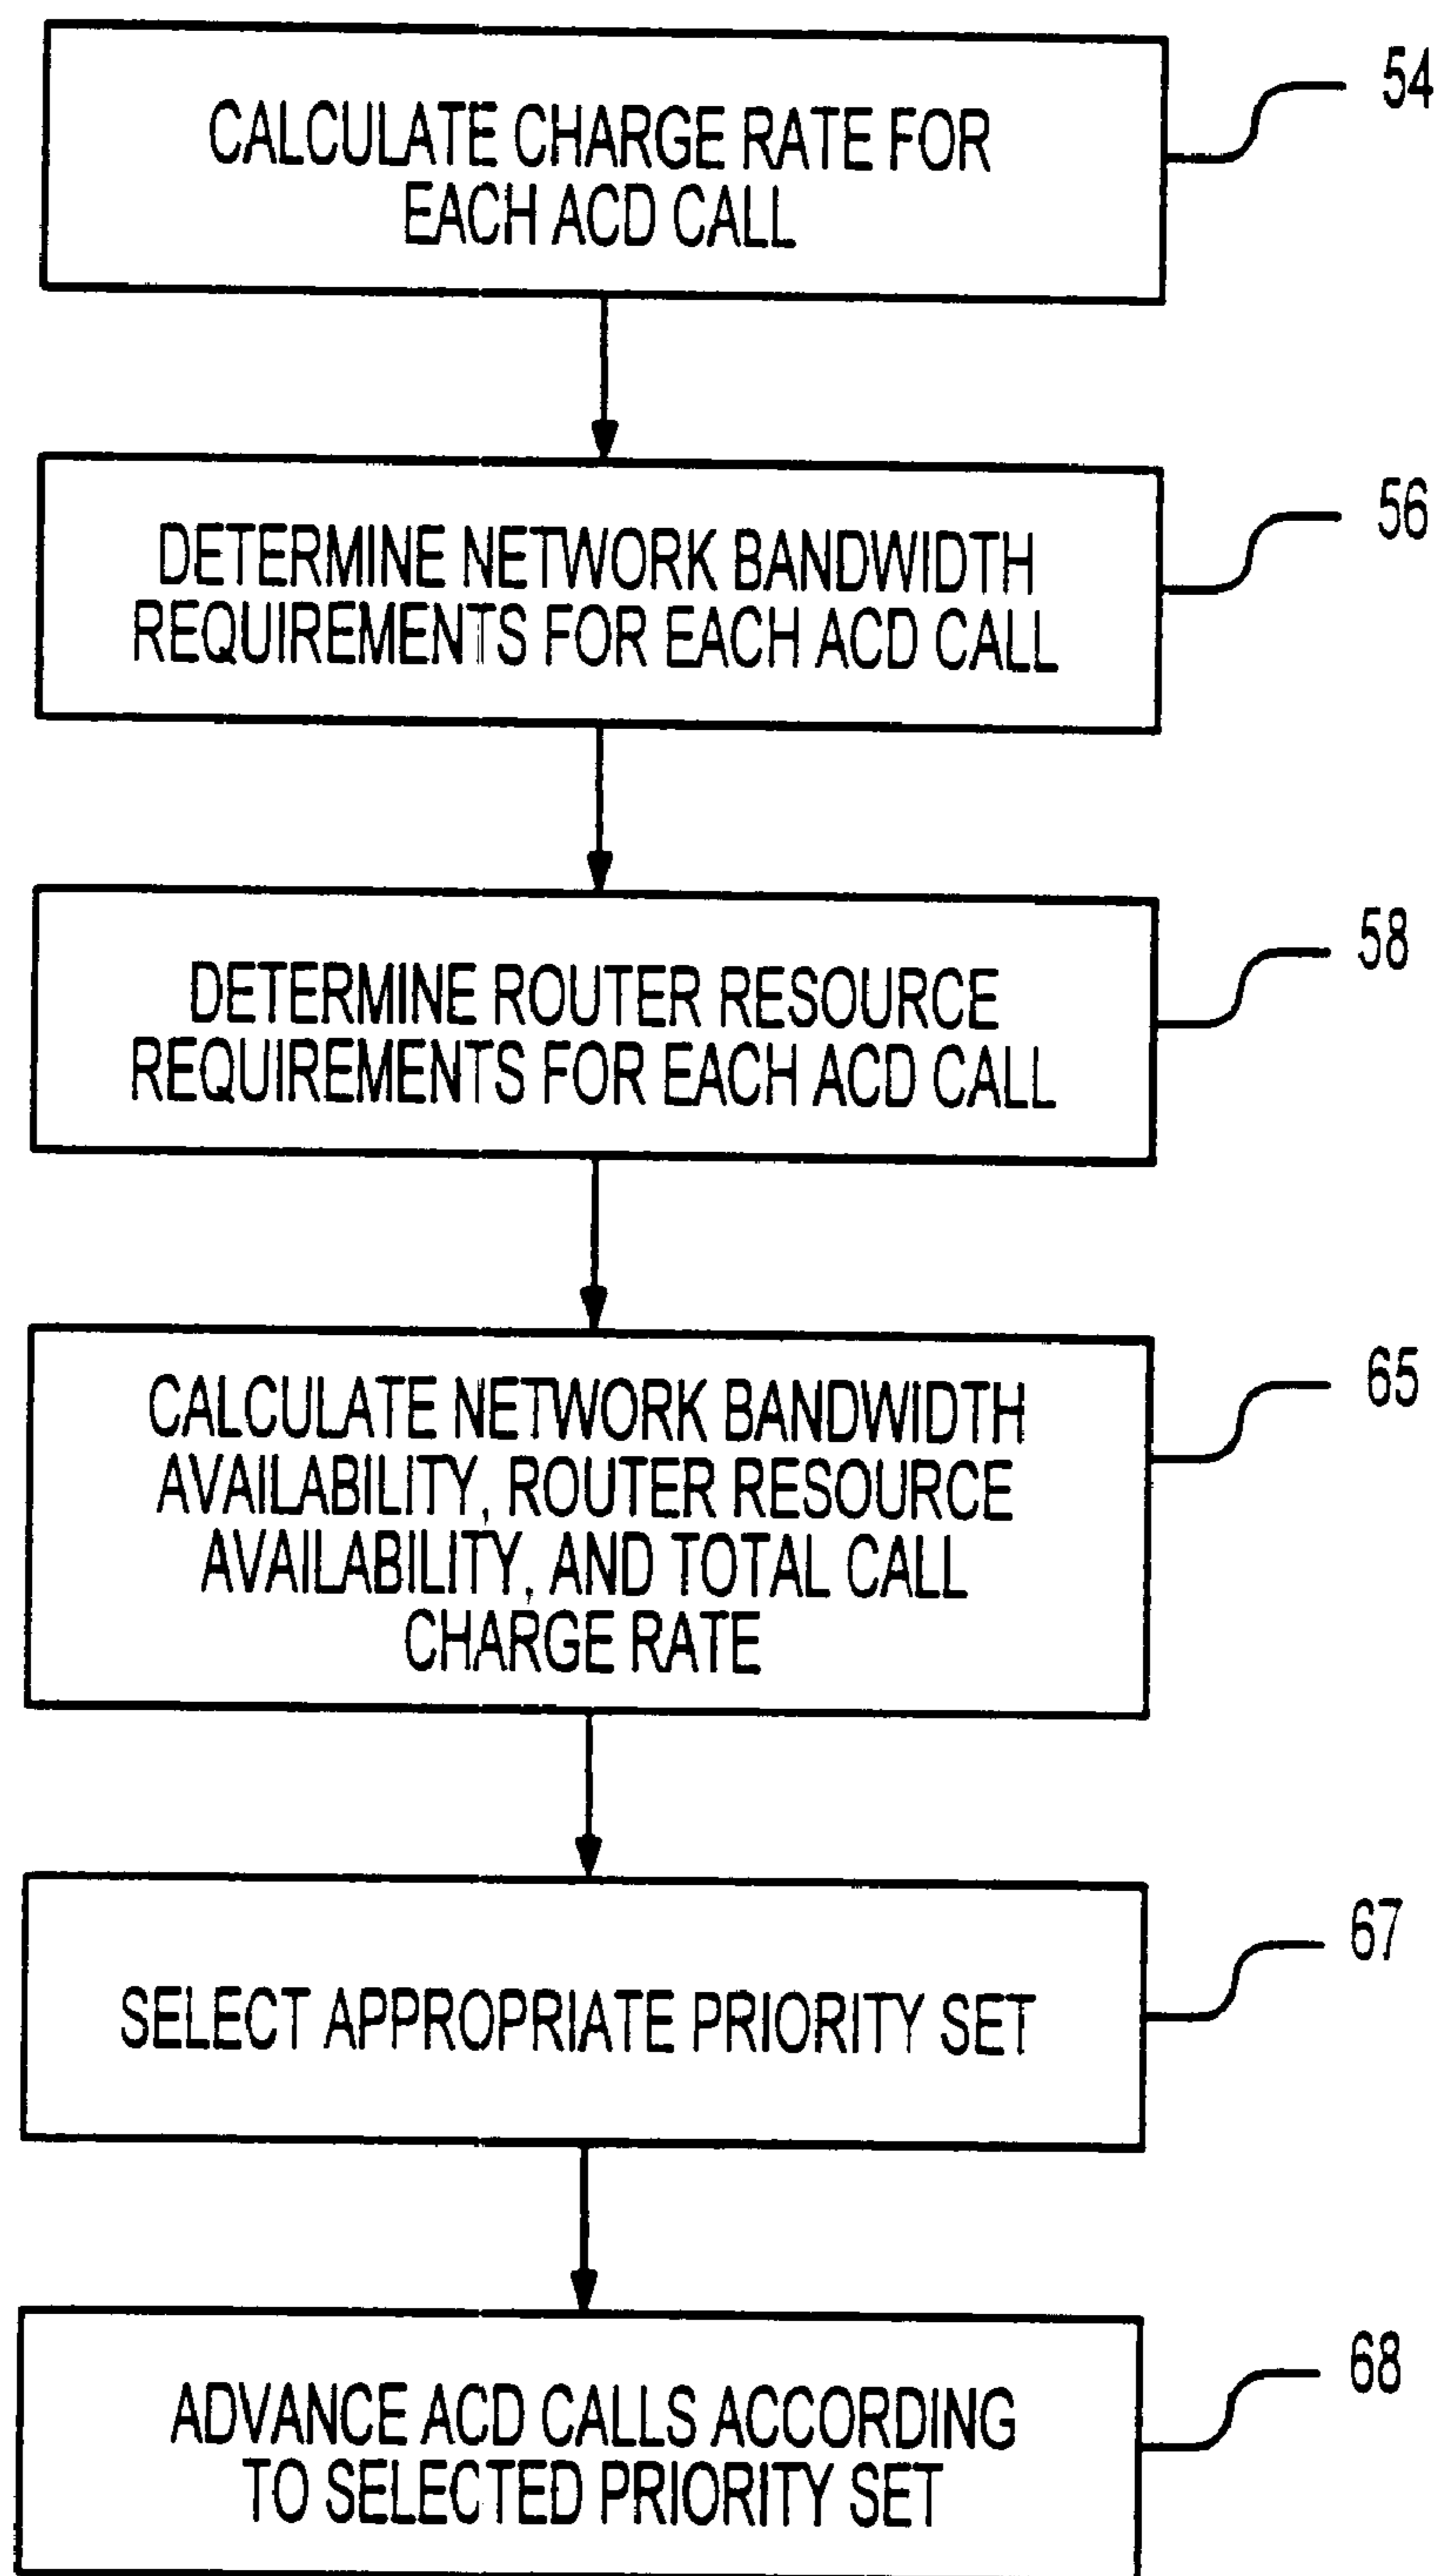 CALCULATE CHARGE RATE FOR
EACH ACD CALL
54
DETERMINE NETWORK BANDWIDTH
REQUIREMENTS FOR EACH ACD CALL
56
DETERMINE ROUTER RESOURCE
REQUIREMENTS FOR EACH ACD CALL
58
CALCULATE NETWORK BANDWIDTH
AVAILABILITY, ROUTER RESOURCE
AVAILABILITY, AND TOTAL CALL
CHARGE RATE
65
SELECT APPROPRIATE PRIORITY SET
67
ADVANCE ACD CALLS ACCORDING
TO SELECTED PRIORITY SET
68